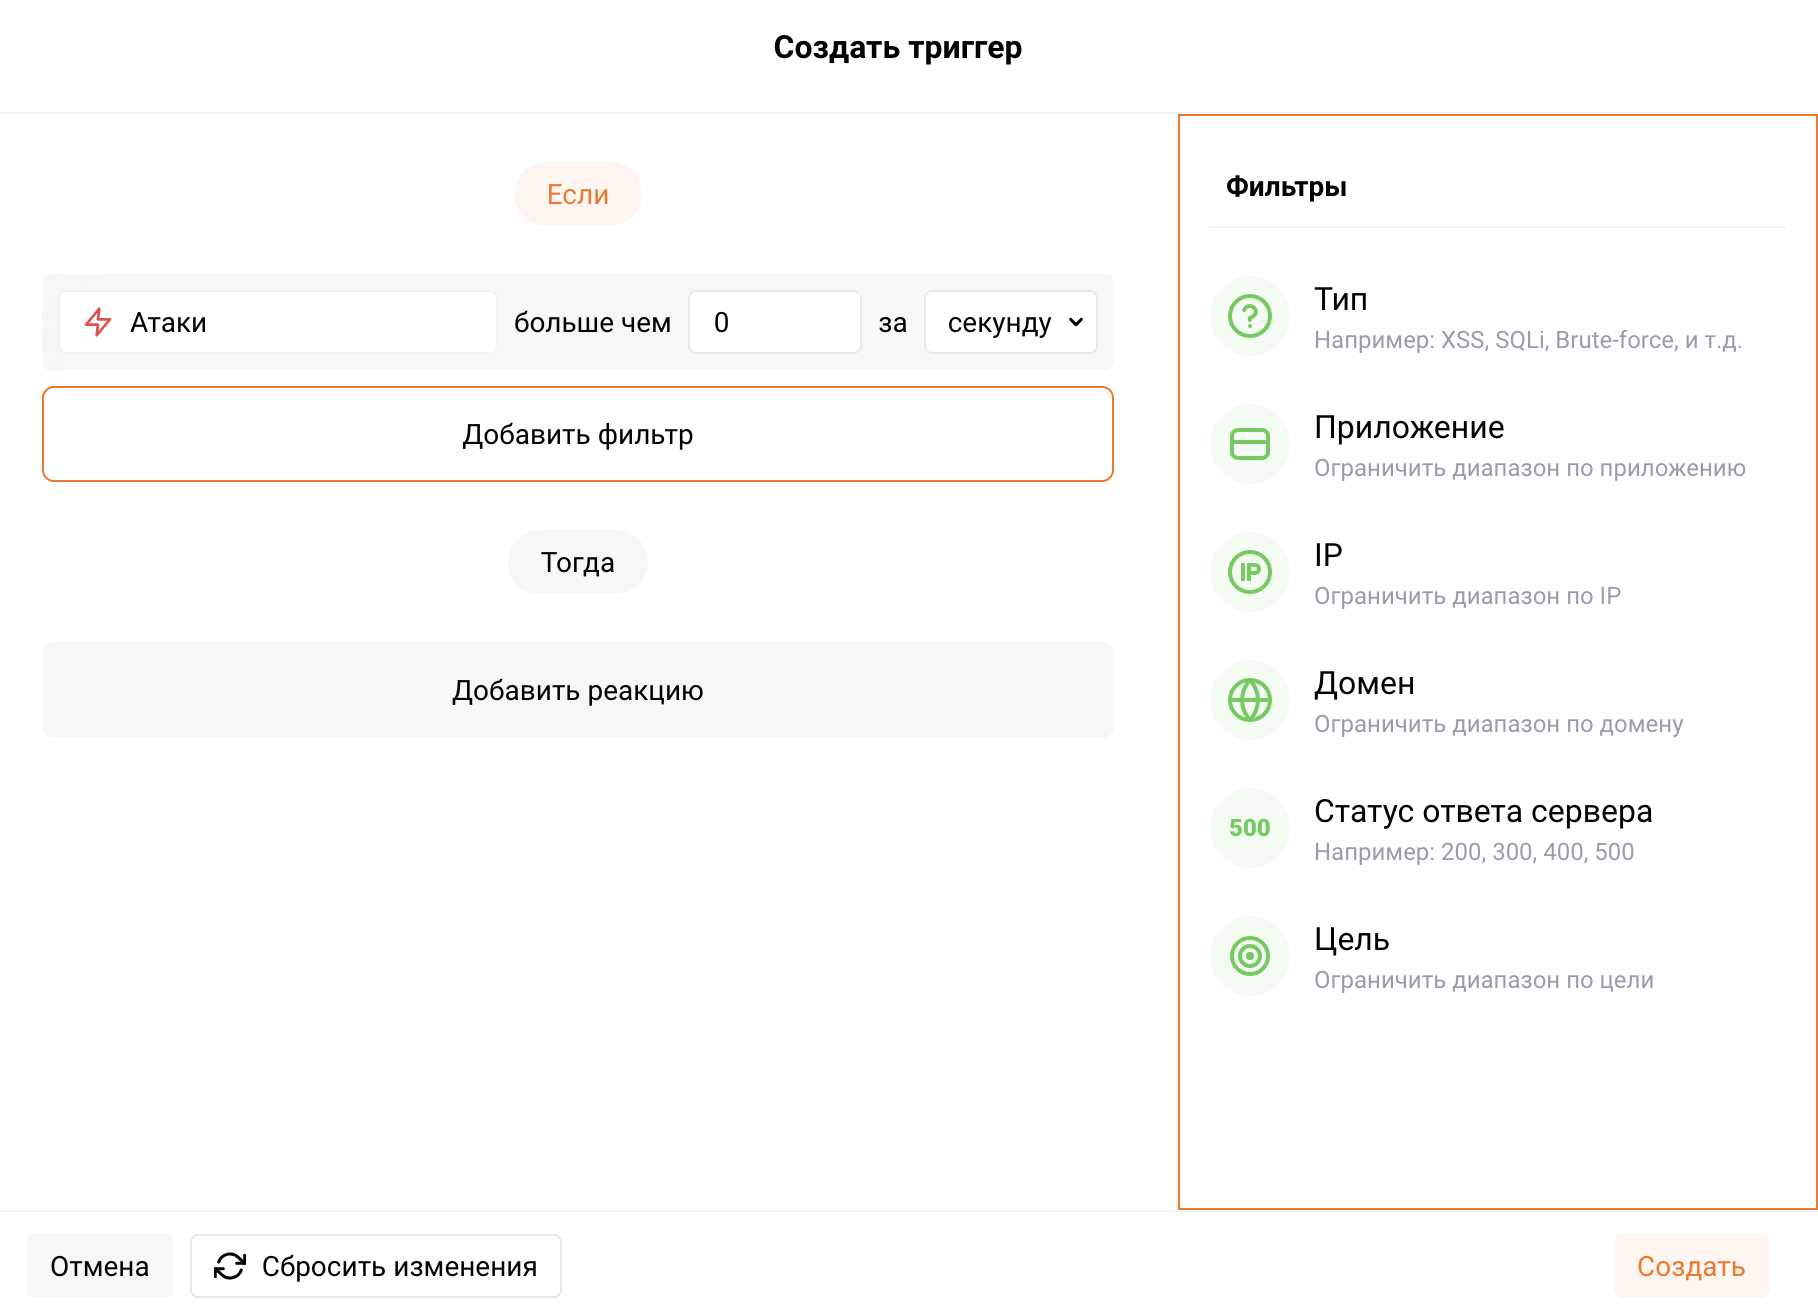 Создать триггер
Если
Атаки больше чем 0 за секунду
Добавить фильтр
Тогда
Добавить реакцию
Фильтры
Тип
Например: XSS, SQLi, Brute-force, и т.д.
Приложение
Ограничить диапазон по приложению
IP
IP
Ограничить диапазон по IP
Домен
Ограничить диапазон по домену
500
Статус ответа сервера
Например: 200, 300, 400, 500
Цель
Ограничить диапазон по цели
Отмена
Сбросить изменения
Создать